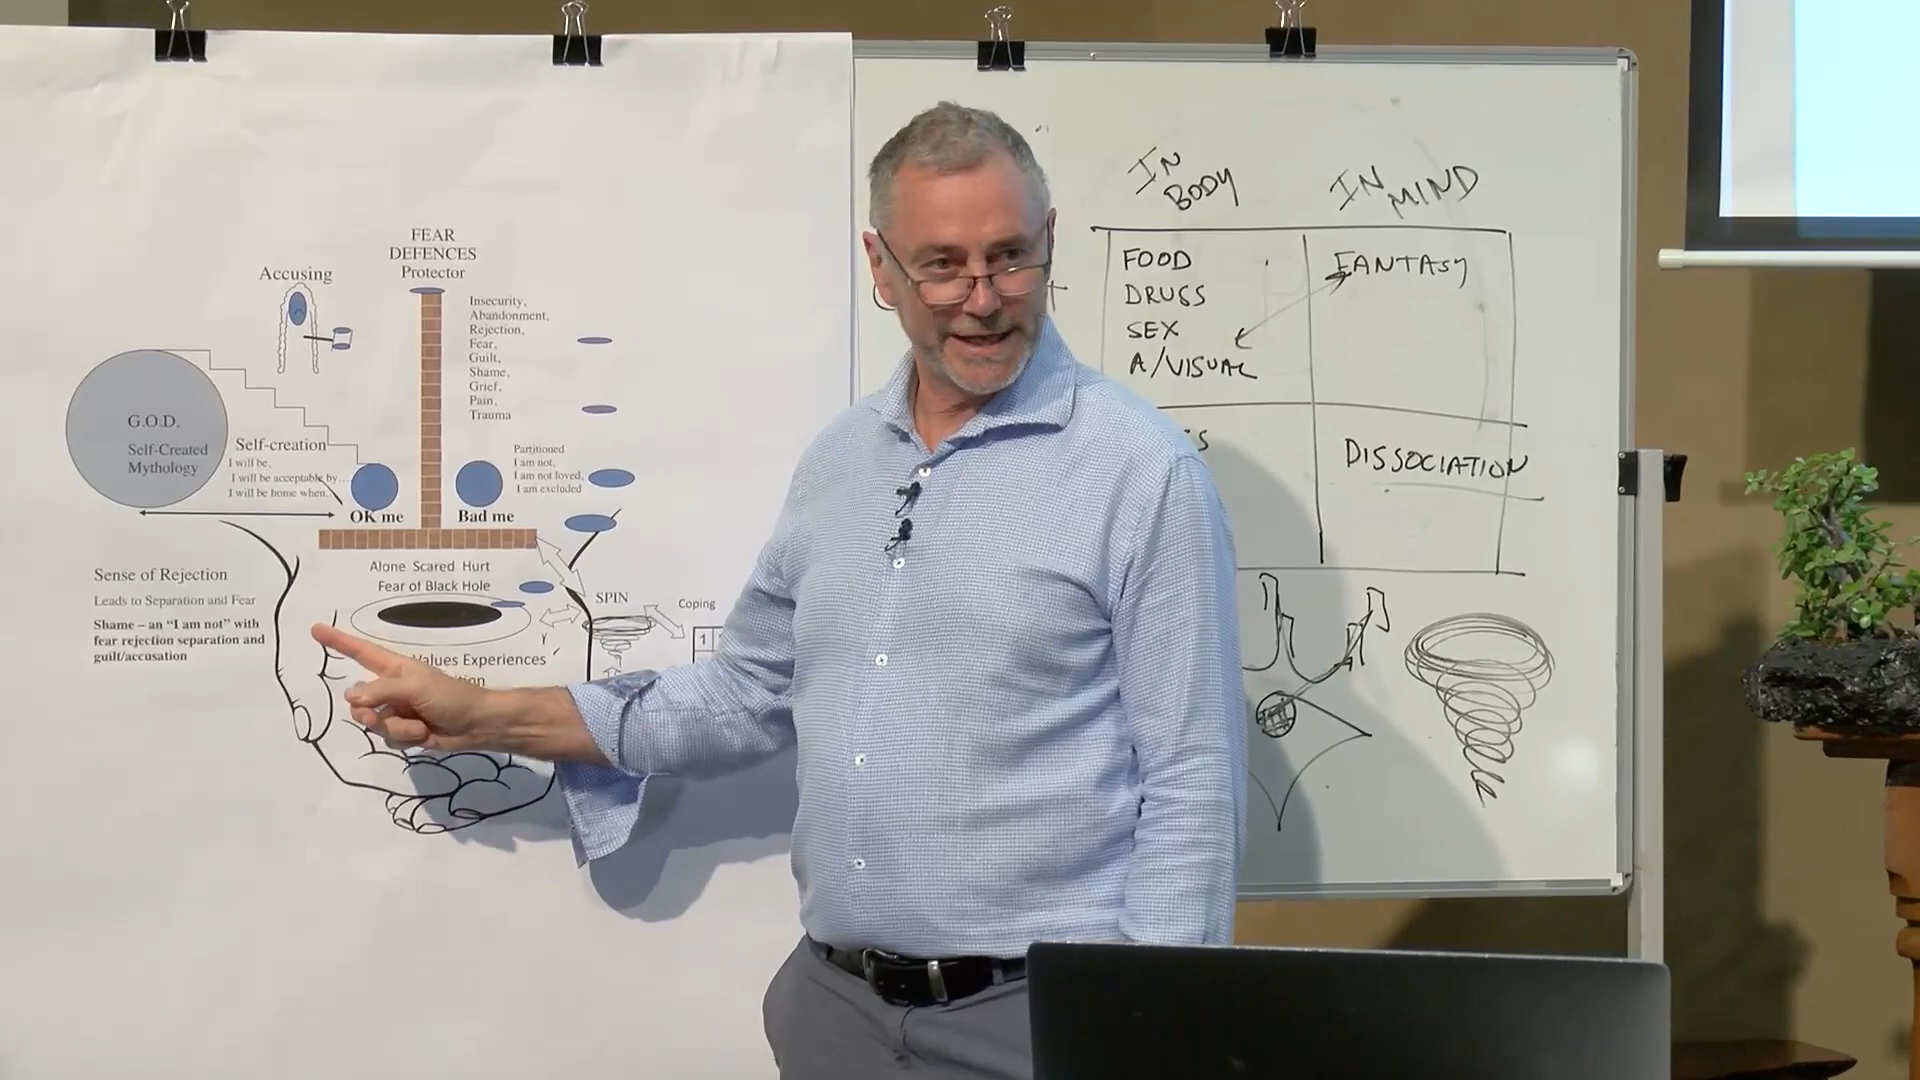 FEAR
DEFENCES
Protector
Accusing
Insecurity,
Abandonment,
Rejection,
Fear,
Guilt,
Shame,
Grief,
Pain,
Trauma
G.O.D.
Self-Created
Mythology
Self-creation
I will be,
I will be acceptable by...
I will be home when..
Partitioned
I am not,
I am not loved,
I am excluded
OK me
Bad me
Alone Scared Hurt
Fear of Black Hole
Sense of Rejection
Leads to Separation and Fear
Shame – an “I am not” with
fear rejection separation and
guilt/accusation
SPIN
Coping
1
Values Experiences
IN
BODY
IN
MIND
FOOD
DRUGS
SEX
A/VISUAL
FANTASY
DISSOCIATION